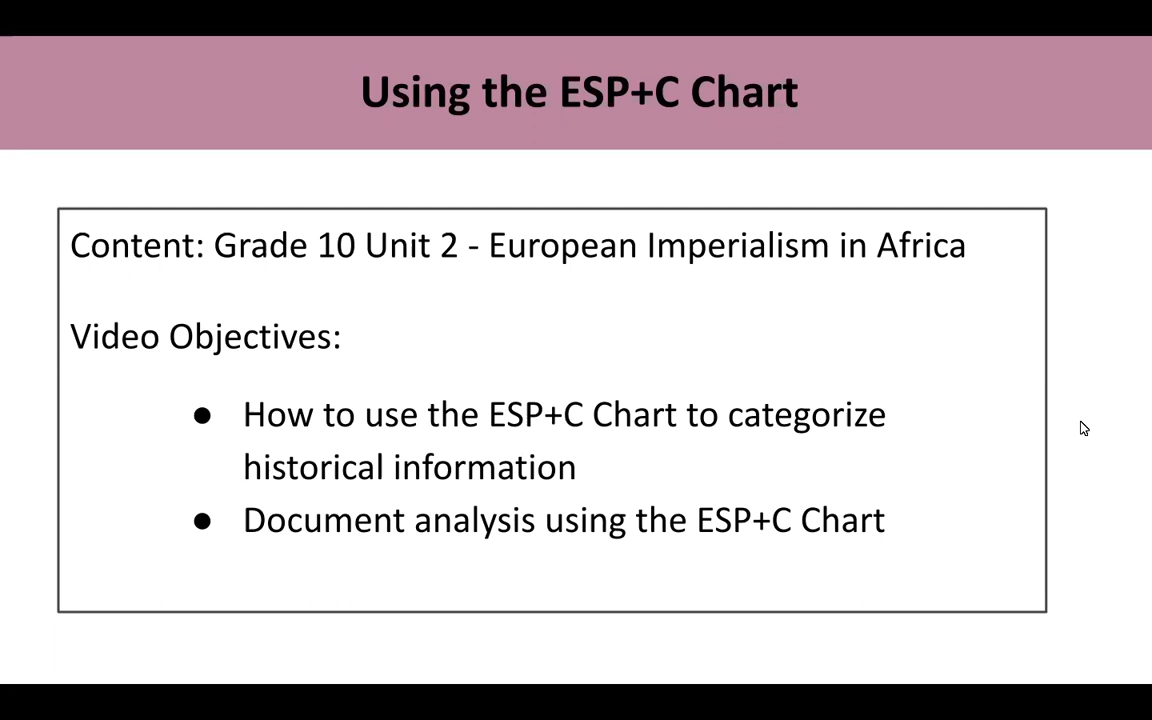 Using the ESP+C Chart
Content: Grade 10 Unit 2 - European Imperialism in Africa
Video Objectives:
● How to use the ESP+C Chart to categorize
historical information
● Document analysis using the ESP+C Chart